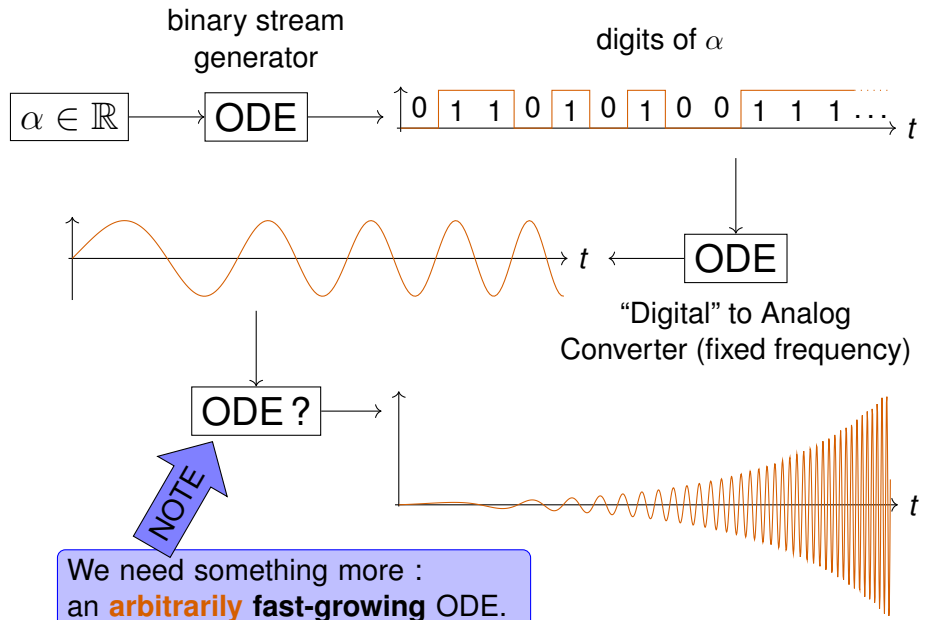 binary stream
generator
digits of α
α ∈ ℝ
ODE
0 1 1 0 1 0 1 0 0 1 1 1 ...
t
t
ODE
“Digital” to Analog
Converter (fixed frequency)
ODE ?
t
NOTE
We need something more :
an arbitrarily fast-growing ODE.